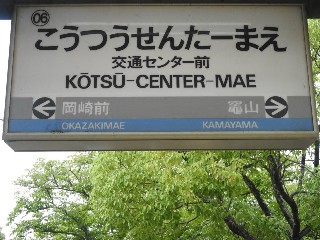 06
こうつうせんたーまえ
交通センター前
KŌTSŪ-CENTER-MAE
岡崎前 竈山
OKAZAKIMAE KAMAYAMA